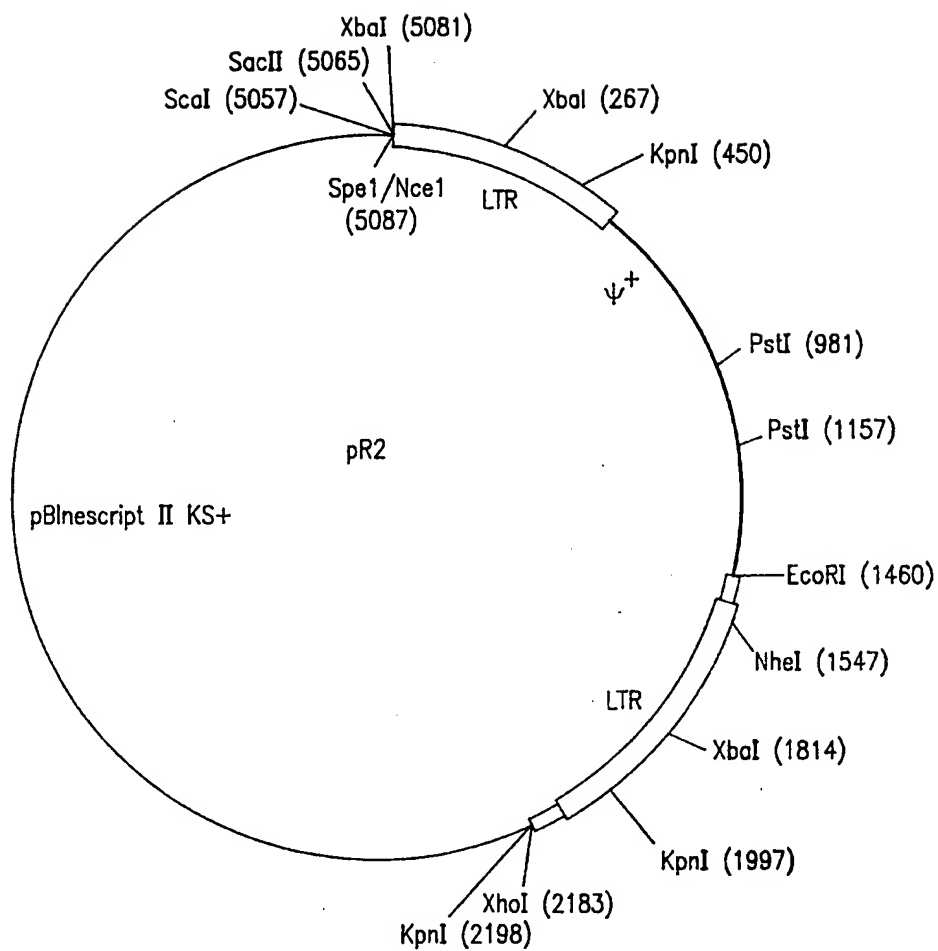 XbaI (5081)
SacII (5065)
ScaI (5057)
XbaI (267)
KpnI (450)
Spe1/Nce1
(5087)
LTR
Ψ+
PstI (981)
PstI (1157)
pR2
pBlnescript II KS+
EcoRI (1460)
NheI (1547)
LTR
XbaI (1814)
KpnI (1997)
XhoI (2183)
KpnI (2198)